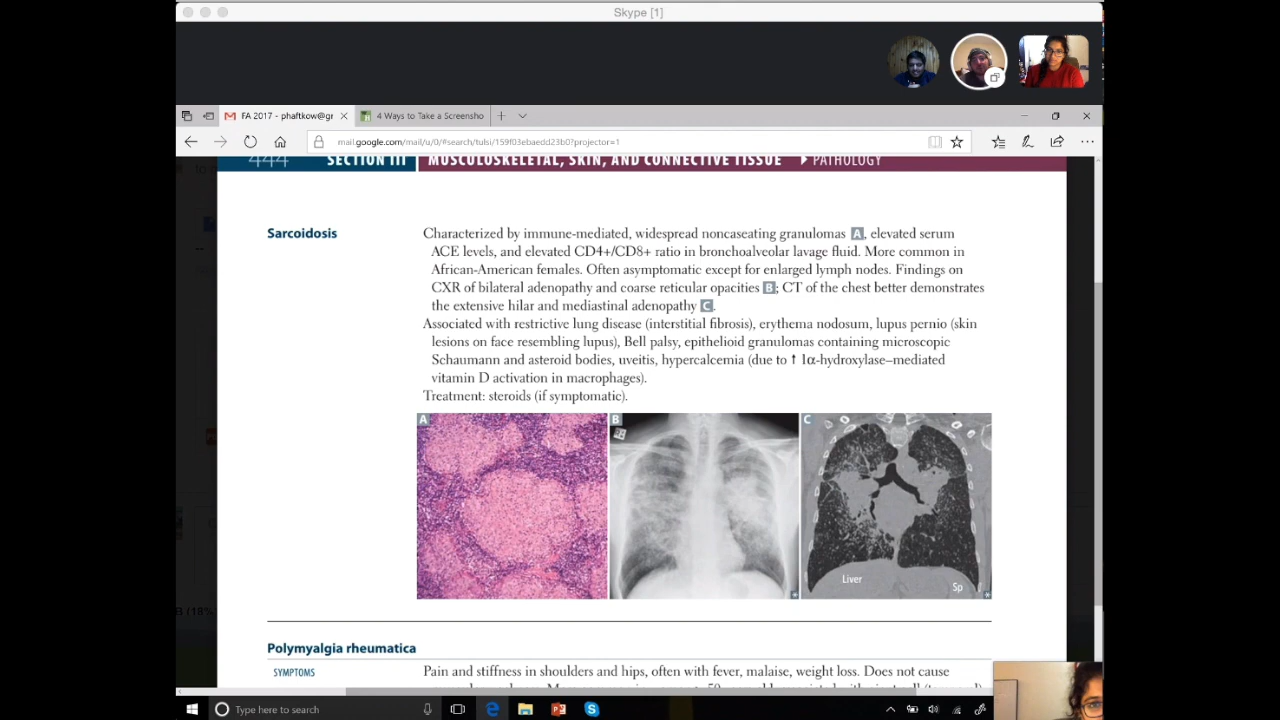 Skype [1]
FA 2017 - phaftkow@gr
4 Ways to Take a Screensho
mail.google.com/mail/u/0/#search/tulsi/159f03ebaedd23b0?projector=1
444 SECTION III MUSCULOSKELETAL, SKIN, AND CONNECTIVE TISSUE ▶ PATHOLOGY
Sarcoidosis
Characterized by immune-mediated, widespread noncaseating granulomas A, elevated serum
ACE levels, and elevated CD4+/CD8+ ratio in bronchoalveolar lavage fluid. More common in
African-American females. Often asymptomatic except for enlarged lymph nodes. Findings on
CXR of bilateral adenopathy and coarse reticular opacities B; CT of the chest better demonstrates
the extensive hilar and mediastinal adenopathy C.
Associated with restrictive lung disease (interstitial fibrosis), erythema nodosum, lupus pernio (skin
lesions on face resembling lupus), Bell palsy, epithelioid granulomas containing microscopic
Schaumann and asteroid bodies, uveitis, hypercalcemia (due to ↑ 1α-hydroxylase–mediated
vitamin D activation in macrophages).
Treatment: steroids (if symptomatic).
A
B
C
Liver
Sp
B (18%
Polymyalgia rheumatica
SYMPTOMS
Pain and stiffness in shoulders and hips, often with fever, malaise, weight loss. Does not cause
Type here to search